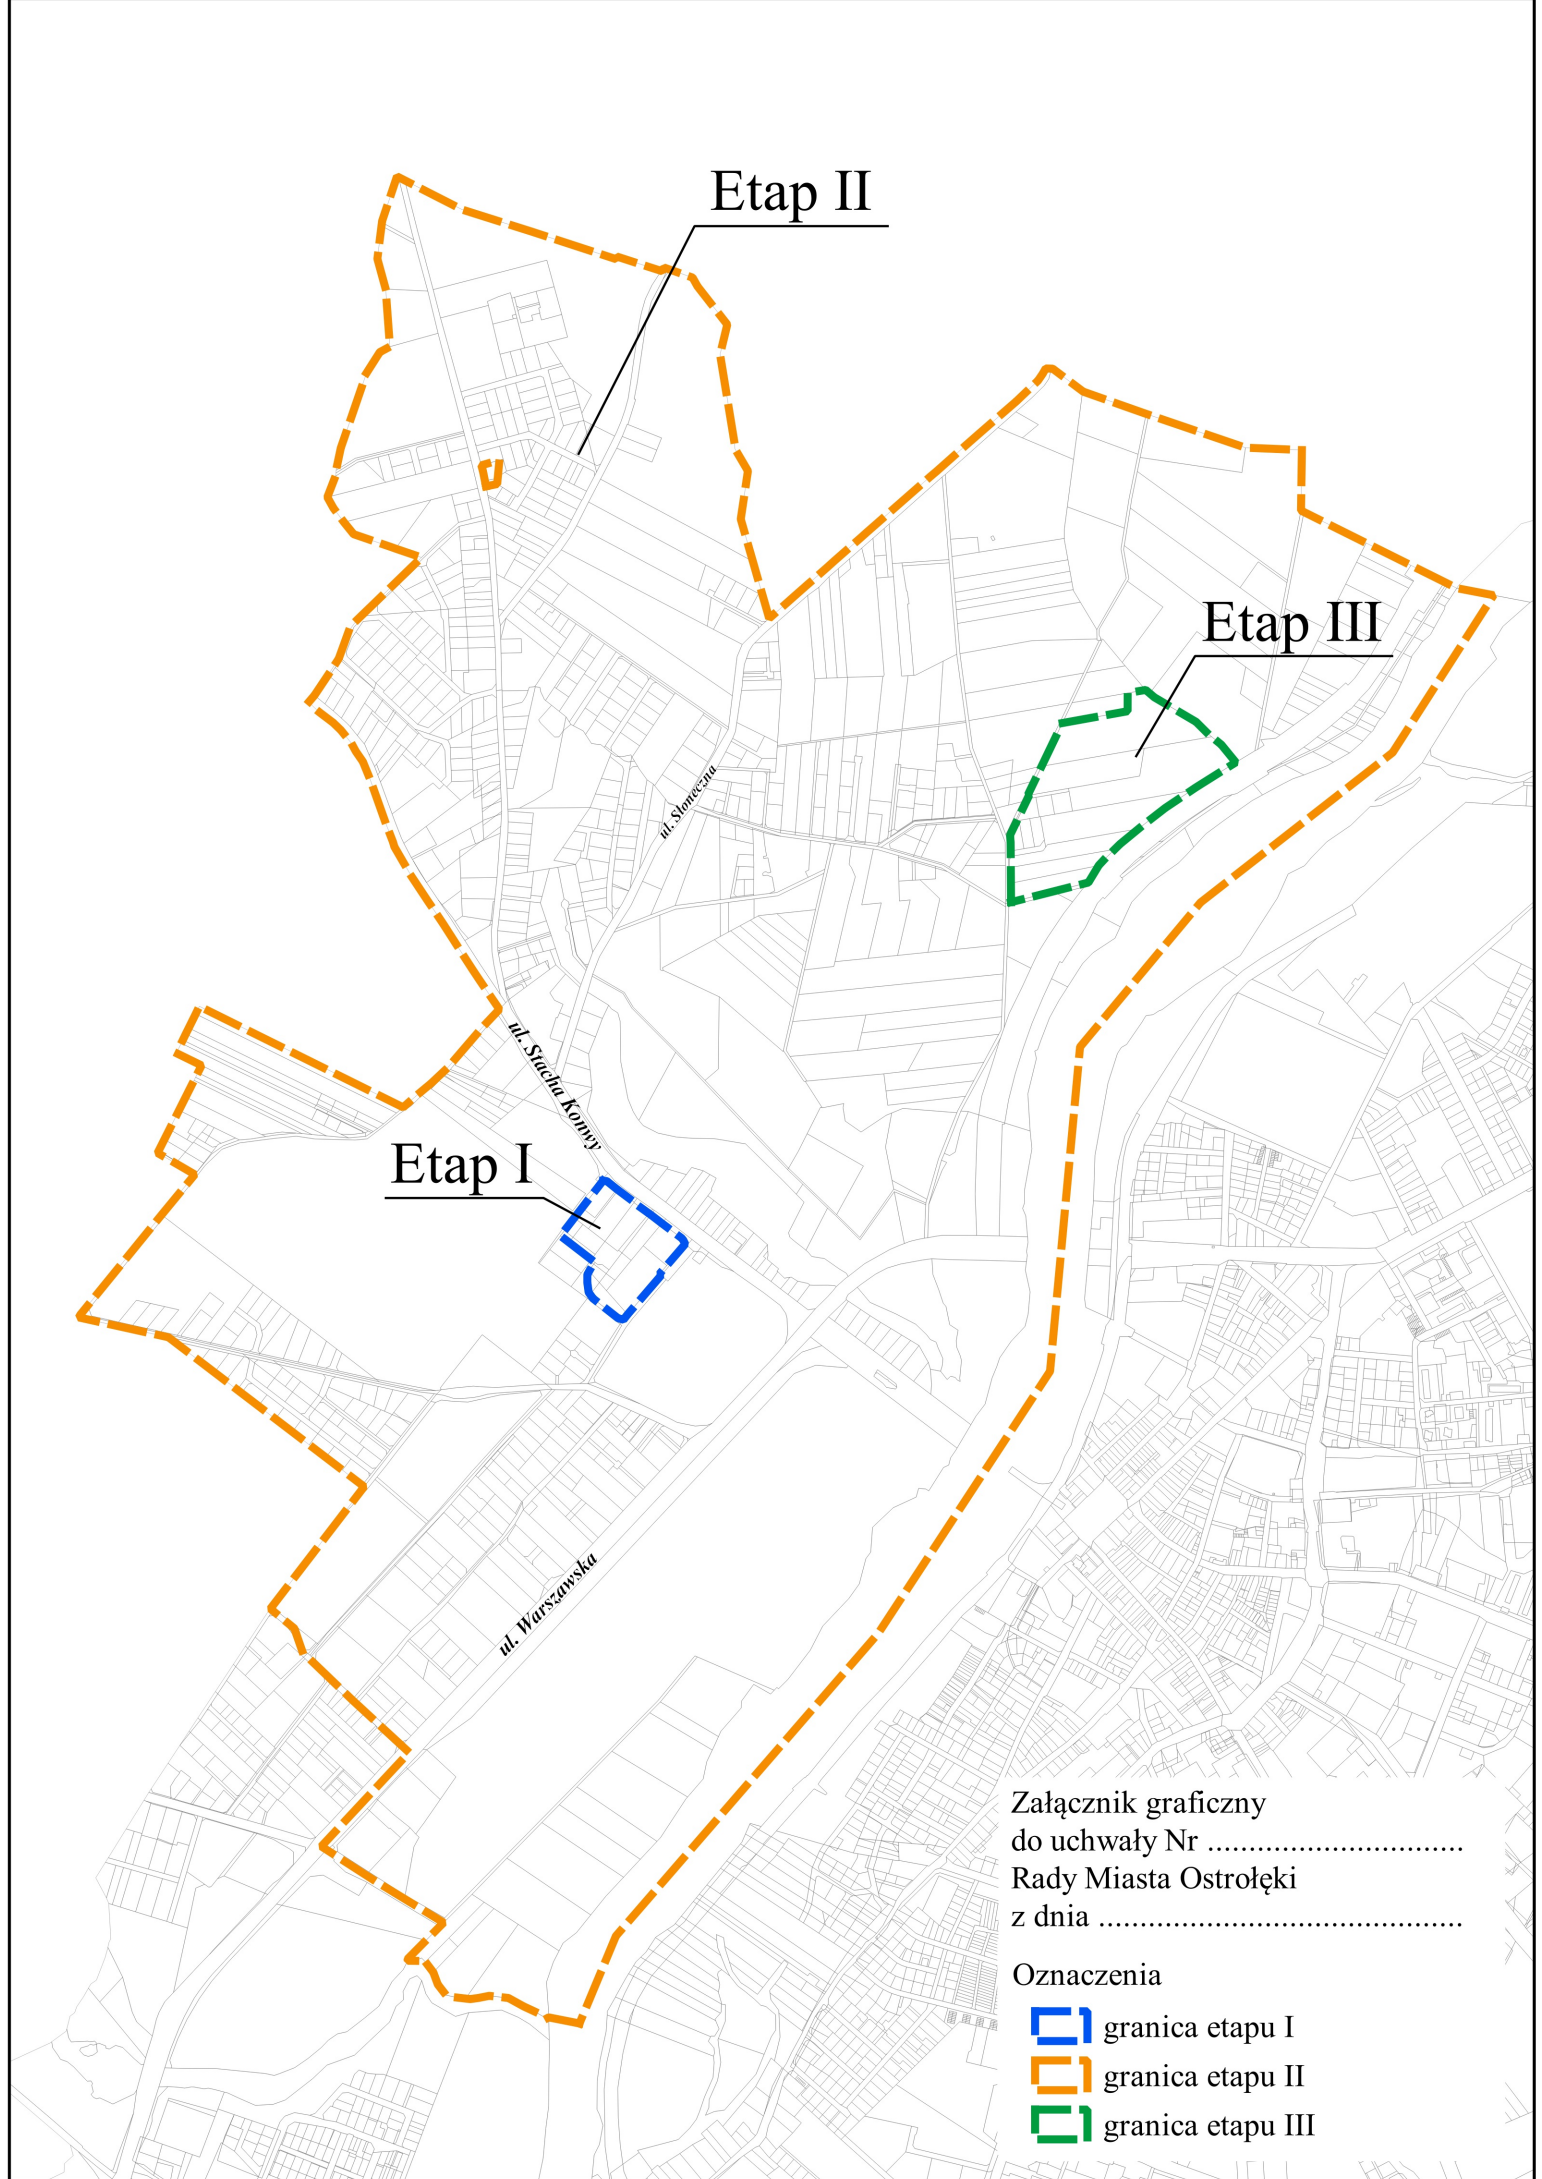 Etap II
Etap III
ul. Słoneczna
ul. Stacha Konwy
Etap I
ul. Warszawska
Załącznik graficzny
do uchwały Nr ...............................
Rady Miasta Ostrołęki
z dnia ............................................
Oznaczenia
granica etapu I
granica etapu II
granica etapu III